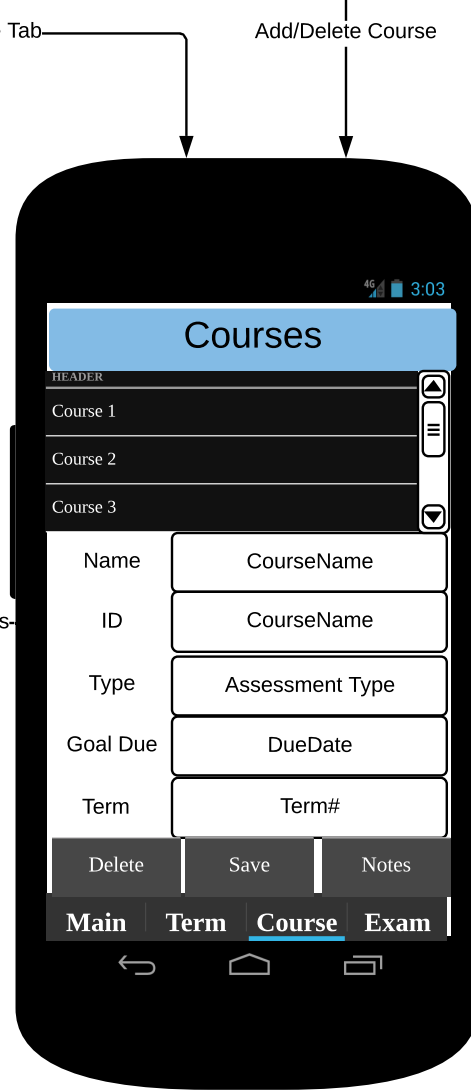 Tab
Add/Delete Course
4G 3:03
Courses
HEADER
Course 1
Course 2
Course 3
Name CourseName
ID CourseName
s
Type Assessment Type
Goal Due DueDate
Term Term#
Delete Save Notes
Main Term Course Exam